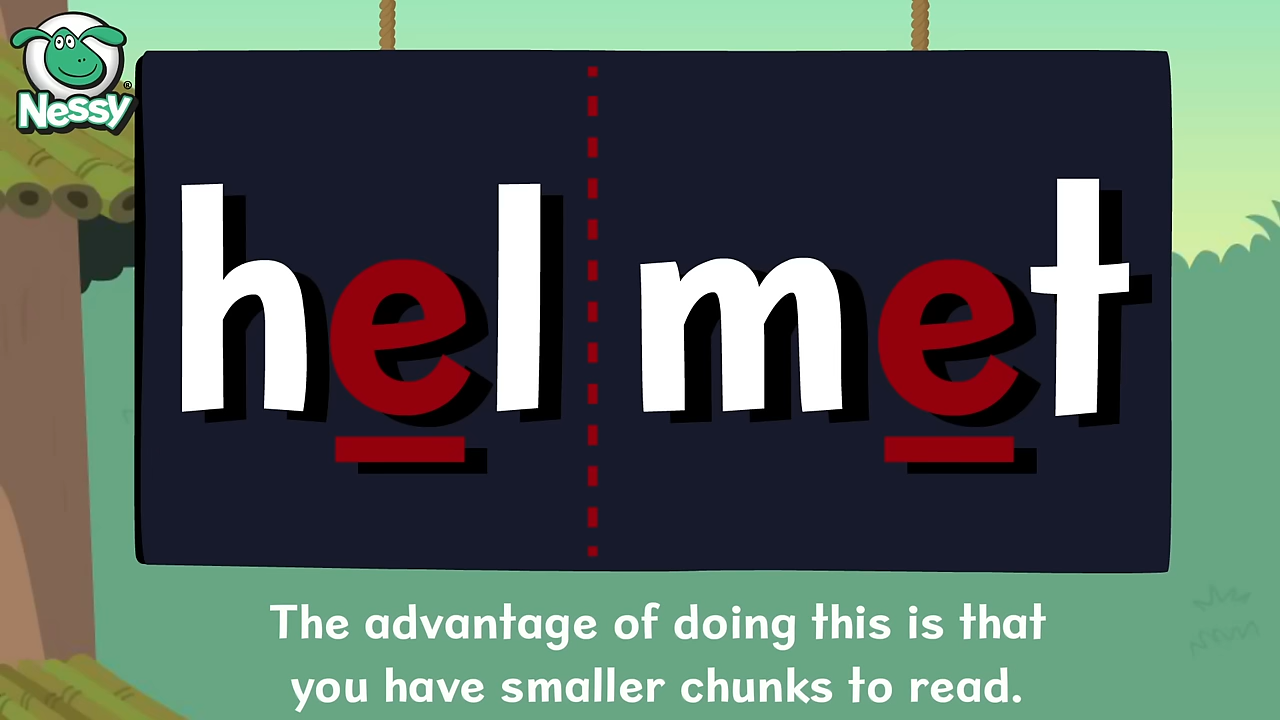 Nessy
hel met
The advantage of doing this is that
you have smaller chunks to read.